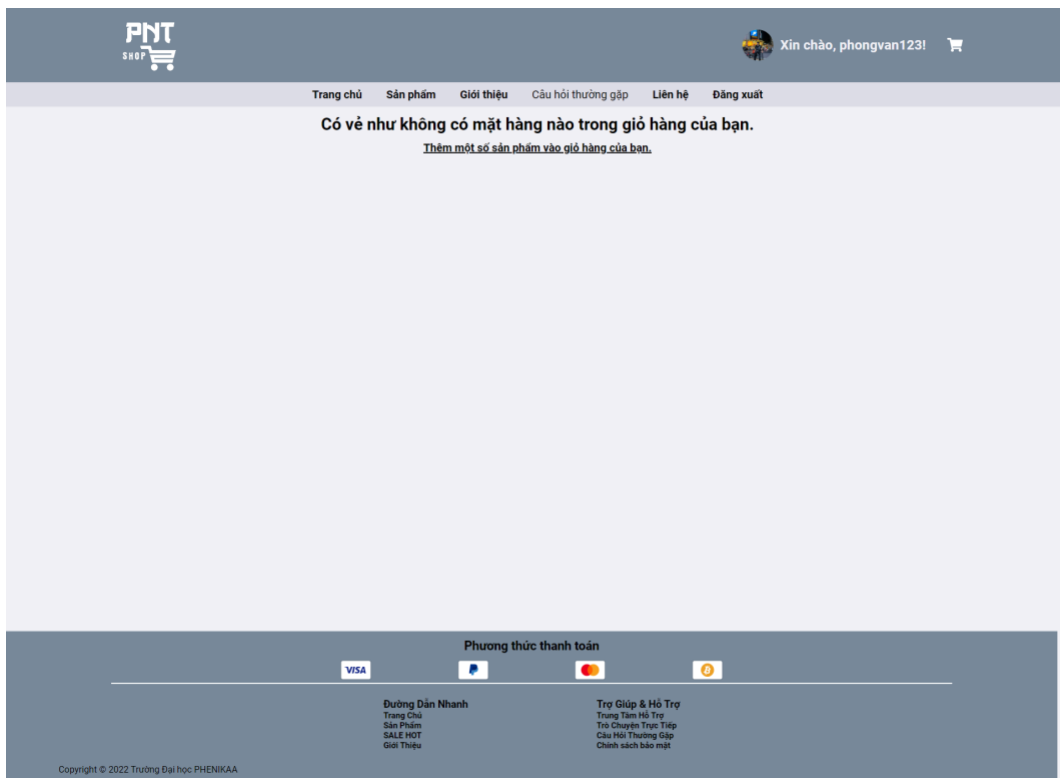 PNT
SHOP
Xin chào, phongvan123!
Trang chủ Sản phẩm Giới thiệu Câu hỏi thường gặp Liên hệ Đăng xuất
Có vẻ như không có mặt hàng nào trong giỏ hàng của bạn.
Thêm một số sản phẩm vào giỏ hàng của bạn.
Phương thức thanh toán
VISA
Đường Dẫn Nhanh
Trang Chủ
Sản Phẩm
SALE HOT
Giới Thiệu
Trợ Giúp & Hỗ Trợ
Trung Tâm Hỗ Trợ
Trò Chuyện Trực Tiếp
Câu Hỏi Thường Gặp
Chính sách bảo mật
Copyright © 2022 Trường Đại học PHENIKAA